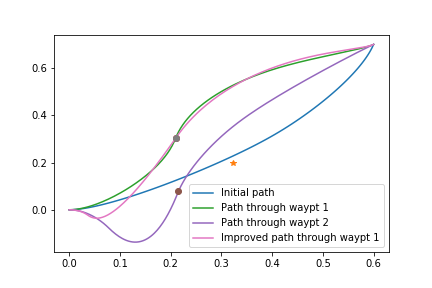 0.6
0.4
0.2
0.0
0.0
0.1
0.2
0.3
0.4
0.5
0.6
Initial path
Path through waypt 1
Path through waypt 2
Improved path through waypt 1